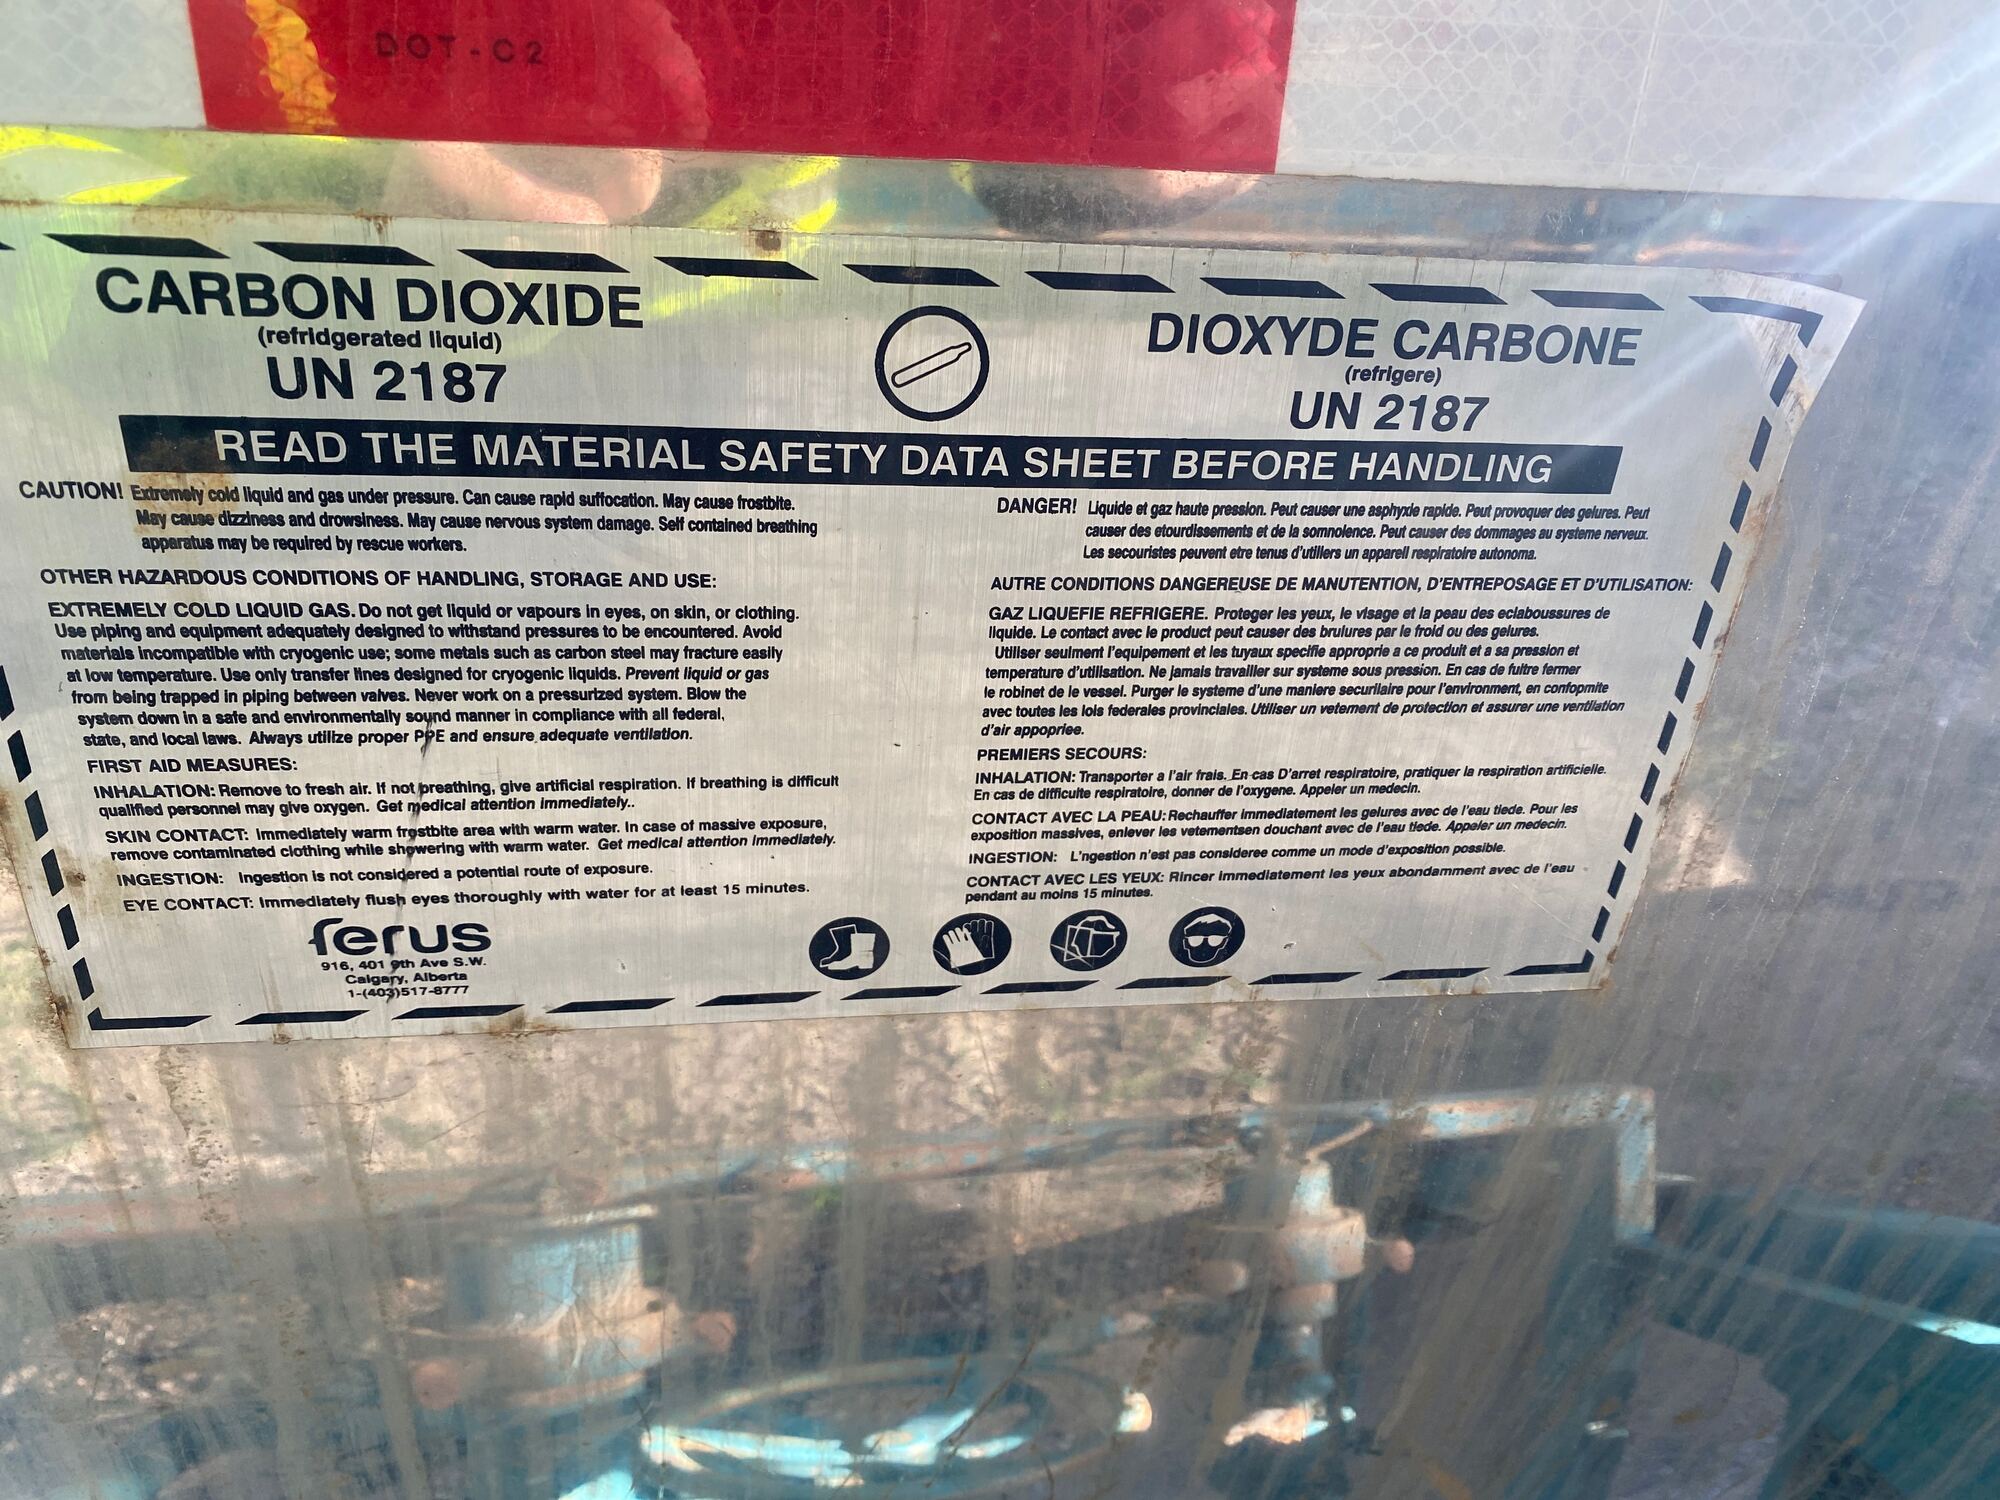 DOT-C2
CARBON DIOXIDE
(refridgerated liquid)
UN 2187
DIOXYDE CARBONE
(refrigere)
UN 2187
READ THE MATERIAL SAFETY DATA SHEET BEFORE HANDLING
CAUTION! Extremely cold liquid and gas under pressure. Can cause rapid suffocation. May cause frostbite.
May cause dizziness and drowsiness. May cause nervous system damage. Self contained breathing
apparatus may be required by rescue workers.
OTHER HAZARDOUS CONDITIONS OF HANDLING, STORAGE AND USE:
EXTREMELY COLD LIQUID GAS. Do not get liquid or vapours in eyes, on skin, or clothing.
Use piping and equipment adequately designed to withstand pressures to be encountered. Avoid
materials incompatible with cryogenic use; some metals such as carbon steel may fracture easily
at low temperature. Use only transfer lines designed for cryogenic liquids. Prevent liquid or gas
from being trapped in piping between valves. Never work on a pressurized system. Blow the
system down in a safe and environmentally sound manner in compliance with all federal,
state, and local laws. Always utilize proper PPE and ensure adequate ventilation.
FIRST AID MEASURES:
INHALATION: Remove to fresh air. If not breathing, give artificial respiration. If breathing is difficult
qualified personnel may give oxygen. Get medical attention immediately..
SKIN CONTACT: Immediately warm frostbite area with warm water. In case of massive exposure,
remove contaminated clothing while showering with warm water. Get medical attention immediately.
INGESTION: Ingestion is not considered a potential route of exposure.
EYE CONTACT: Immediately flush eyes thoroughly with water for at least 15 minutes.
ferus
916, 401 9th Ave S.W.
Calgary, Alberta
1-(403)517-8777
DANGER! Liquide et gaz haute pression. Peut causer une asphyxie rapide. Peut provoquer des gelures. Peut
causer des etourdissements et de la somnolence. Peut causer des dommages au systeme nerveux.
Les secouristes peuvent etre tenus d'utiliers un appareil respiratoire autonoma.
AUTRE CONDITIONS DANGEREUSE DE MANUTENTION, D'ENTREPOSAGE ET D'UTILISATION:
GAZ LIQUEFIE REFRIGERE. Proteger les yeux, le visage et la peau des eclaboussures de
liquide. Le contact avec le product peut causer des brulures par le froid ou des gelures.
Utiliser seulment l'equipement et les tuyaux specifie approprie a ce produit et a sa pression et
temperature d'utilisation. Ne jamais travailler sur systeme sous pression. En cas de fuitre fermer
le robinet de le vessel. Purger le systeme d'une maniere securilaire pour l'environment, en confopmite
avec toutes les lois federales provinciales. Utiliser un vetement de protection et assurer une ventilation
d'air appopriee.
PREMIERS SECOURS:
INHALATION: Transporter a l'air frais. En cas D'arret respiratoire, pratiquer la respiration artificielle.
En cas de difficulte respiratoire, donner de l'oxygene. Appeler un medecin.
CONTACT AVEC LA PEAU: Rechauffer immediatement les gelures avec de l'eau tiede. Pour les
exposition massives, enlever les vetementsen douchant avec de l'eau tiede. Appeler un medecin.
INGESTION: L'ngestion n'est pas consideree comme un mode d'exposition possible.
CONTACT AVEC LES YEUX: Rincer immediatement les yeux abondamment avec de l'eau
pendant au moins 15 minutes.